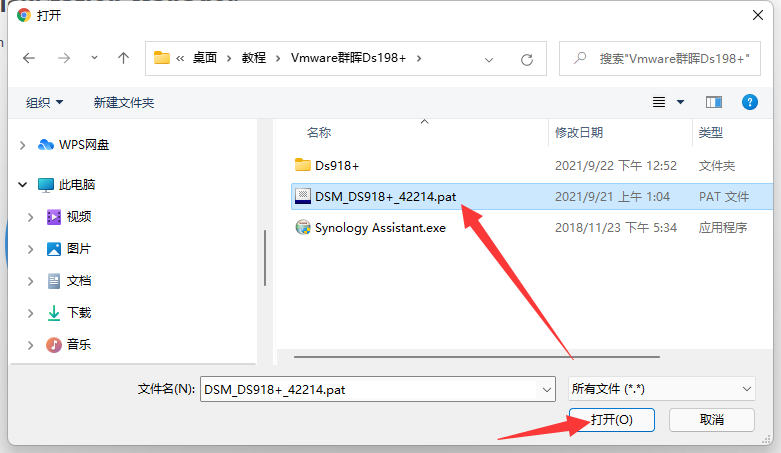 打开
« 桌面 › 教程 › Vmware群晖Ds198+ ›
搜索"Vmware群晖Ds198+"
组织 新建文件夹
名称 修改日期 类型
WPS网盘
此电脑
视频
图片
文档
下载
音乐
Ds918+ 2021/9/22 下午 12:52 文件夹
DSM_DS918+_42214.pat 2021/9/21 上午 1:04 PAT 文件
Synology Assistant.exe 2018/11/23 下午 5:34 应用程序
文件名(N): DSM_DS918+_42214.pat 所有文件 (*.*)
打开(O) 取消